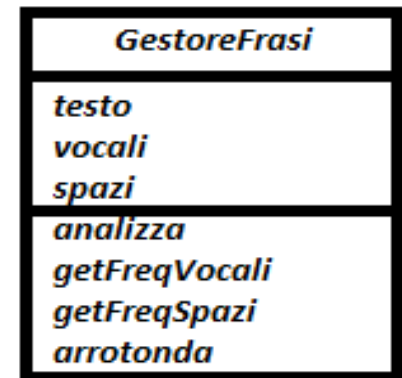 GestoreFrasi
testo
vocali
spazi
analizza
getFreqVocali
getFreqSpazi
arrotonda